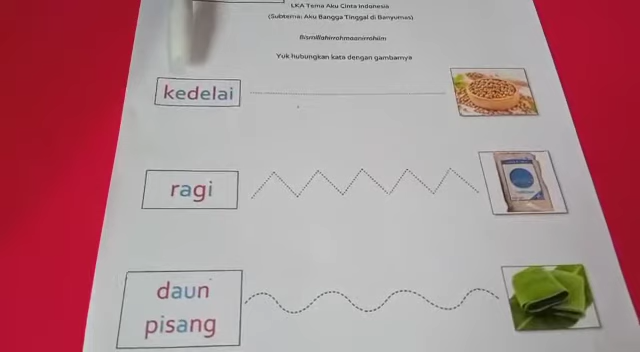 LKA Tema Aku Cinta Indonesia
(Subtema: Aku Bangga Tinggal di Banyumas)
Bismillahirrohmaanirrohiim
Yuk hubungkan kata dengan gambarnya
kedelai
ragi
daun
pisang